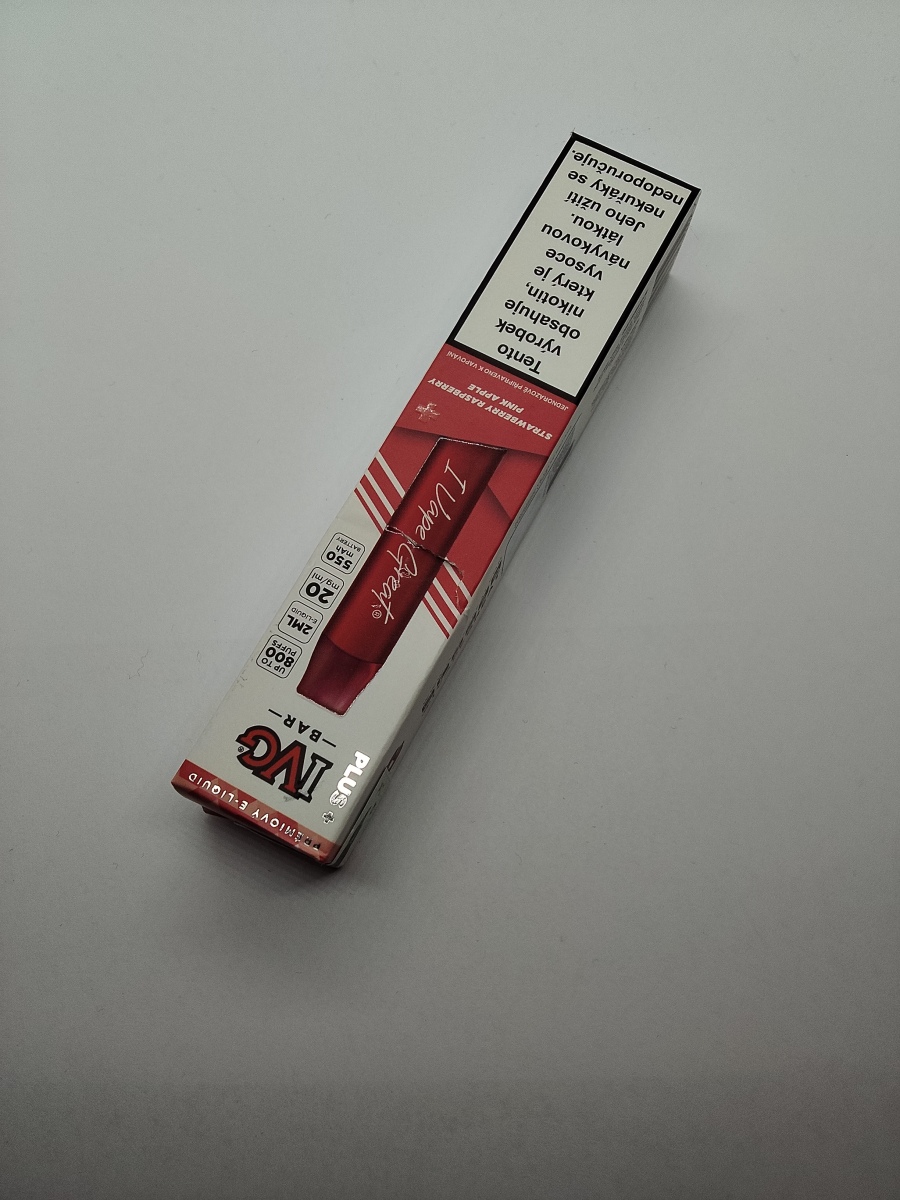 PRÉMIOVÝ E-LIQUID
IVG®
PLUS+
BAR
UP TO
800
PUFFS
2ML
E-LIQUID
20
mg/ml
550
mAh
BATTERY
I Vape Great®
STRAWBERRY RASPBERRY
PINK APPLE
JEDNORÁZOVÉ PŘIPRAVENO K VAPOVÁNÍ
Tento
výrobek
obsahuje
nikotin,
který je
vysoce
návykovou
látkou.
Jeho užití
nekuřáky se
nedoporučuje.